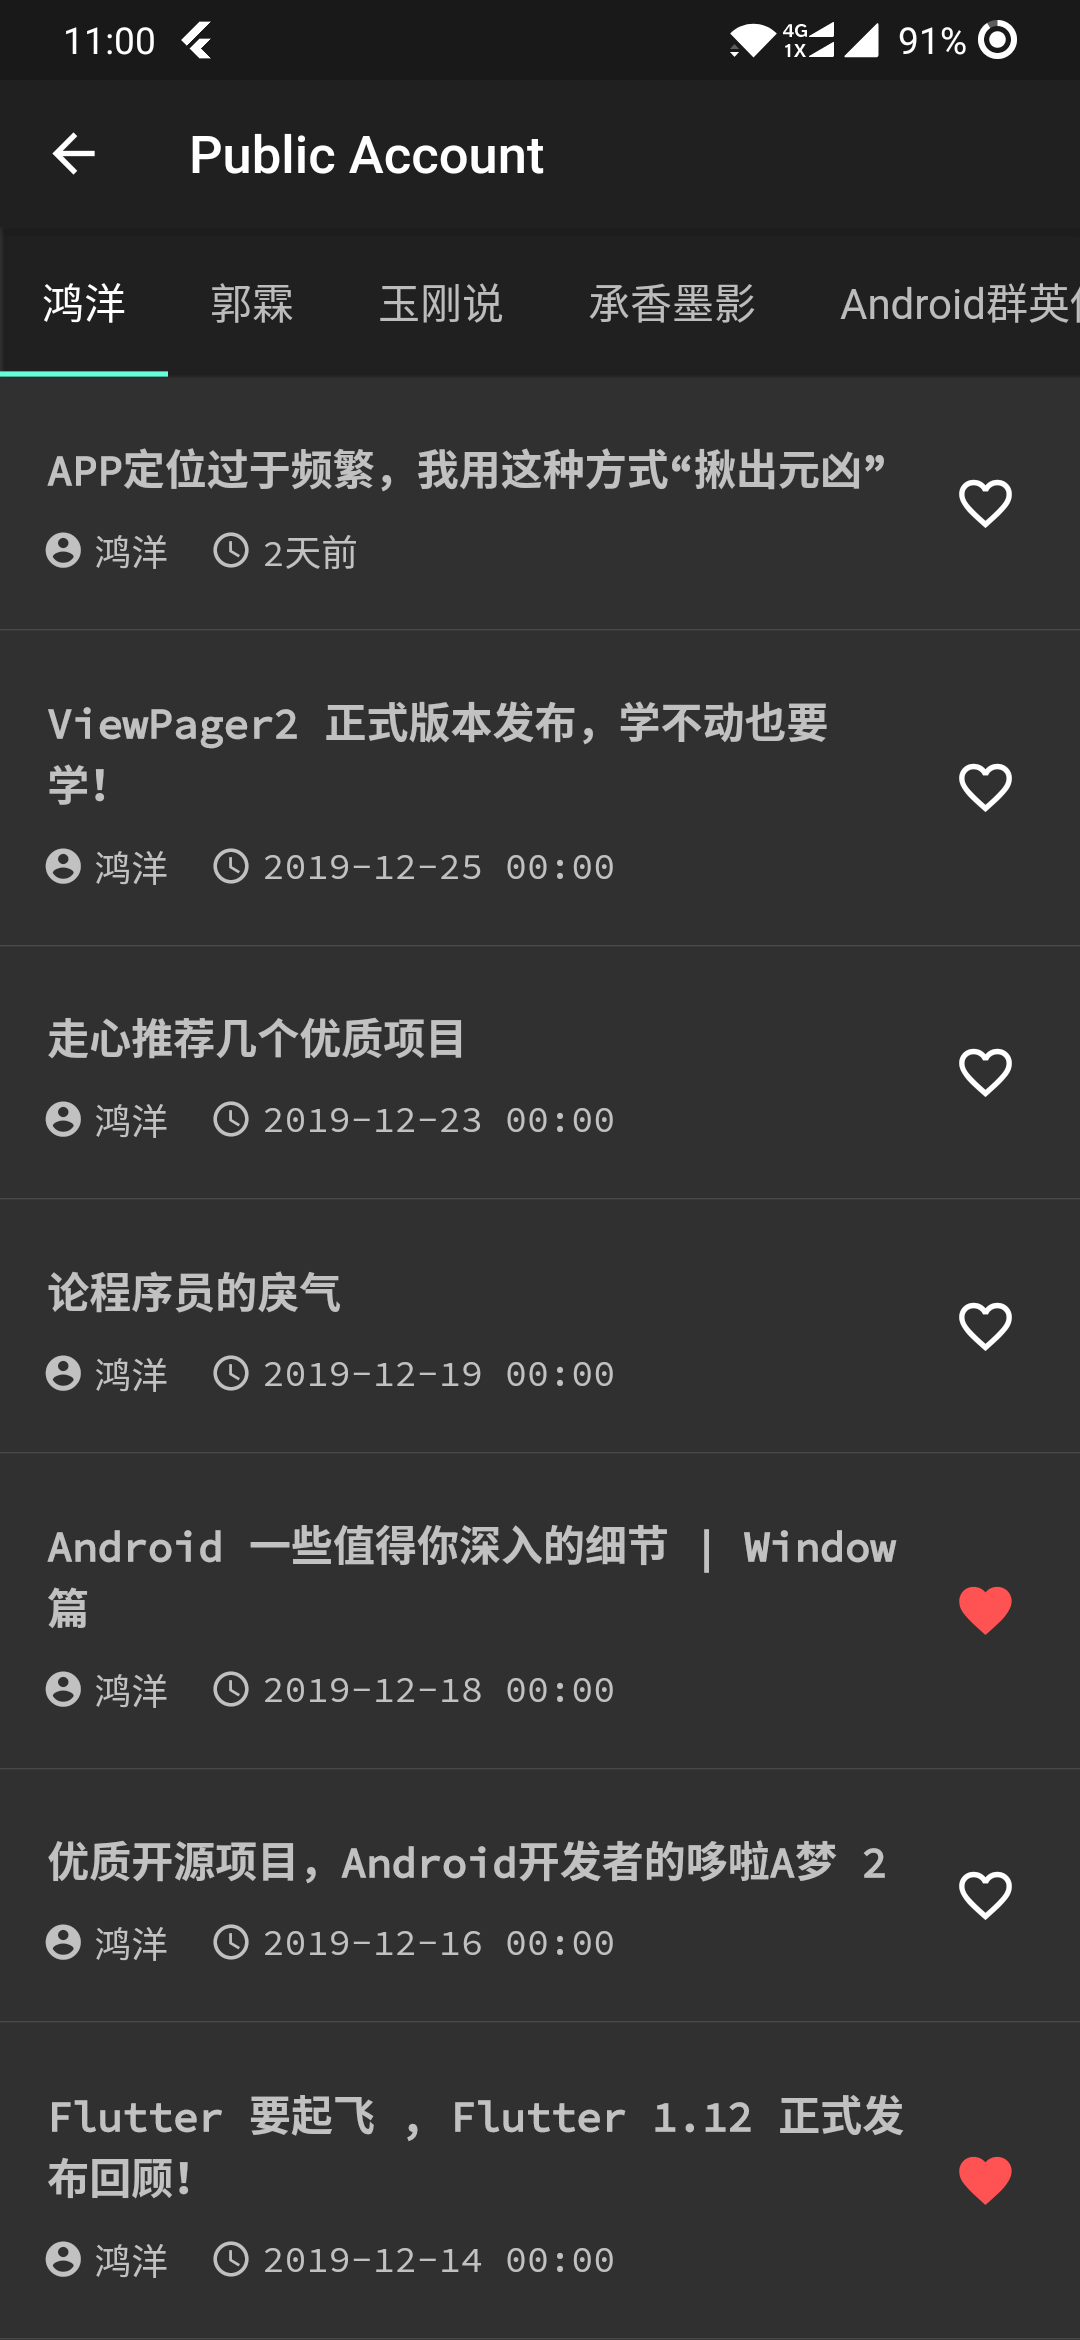 11:00
4G
1X
91%
Public Account
鸿洋 郭霖 玉刚说 承香墨影 Android群英
APP定位过于频繁，我用这种方式“揪出元凶”
鸿洋 2天前
ViewPager2 正式版本发布，学不动也要
学！
鸿洋 2019-12-25 00:00
走心推荐几个优质项目
鸿洋 2019-12-23 00:00
论程序员的戾气
鸿洋 2019-12-19 00:00
Android 一些值得你深入的细节 | Window
篇
鸿洋 2019-12-18 00:00
优质开源项目，Android开发者的哆啦A梦 2
鸿洋 2019-12-16 00:00
Flutter 要起飞 ，Flutter 1.12 正式发
布回顾！
鸿洋 2019-12-14 00:00